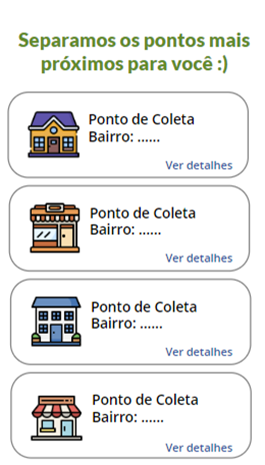 Separamos os pontos mais
próximos para você :)
Ponto de Coleta
Bairro: ......
Ver detalhes
Ponto de Coleta
Bairro: ......
Ver detalhes
Ponto de Coleta
Bairro: ......
Ver detalhes
Ponto de Coleta
Bairro: ......
Ver detalhes